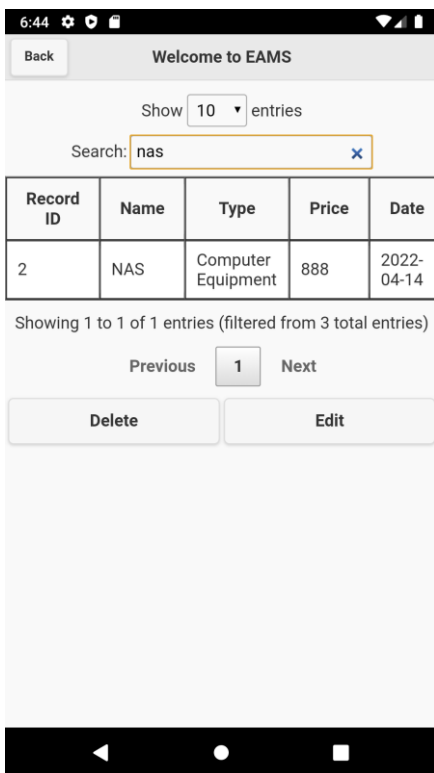 6:44
Back Welcome to EAMS
Show 10 entries
Search: nas
Record ID Name Type Price Date
2 NAS Computer Equipment 888 2022-04-14
Showing 1 to 1 of 1 entries (filtered from 3 total entries)
Previous 1 Next
Delete Edit